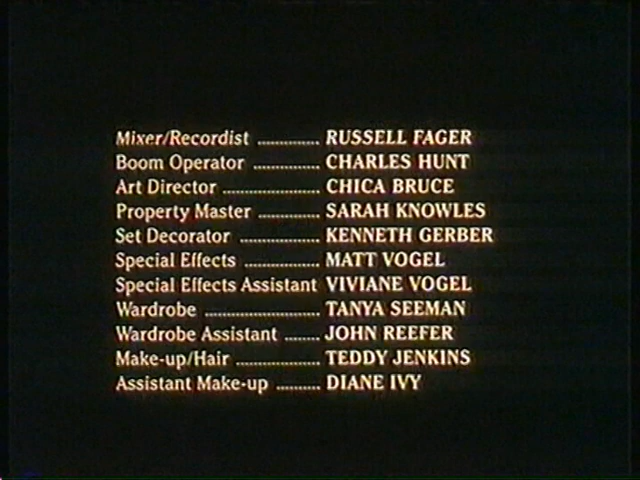 Mixer/Recordist .............. RUSSELL FAGER
Boom Operator ............... CHARLES HUNT
Art Director ...................... CHICA BRUCE
Property Master .............. SARAH KNOWLES
Set Decorator .................. KENNETH GERBER
Special Effects ................. MATT VOGEL
Special Effects Assistant VIVIANE VOGEL
Wardrobe .......................... TANYA SEEMAN
Wardrobe Assistant ........ JOHN REEFER
Make-up/Hair ................... TEDDY JENKINS
Assistant Make-up .......... DIANE IVY